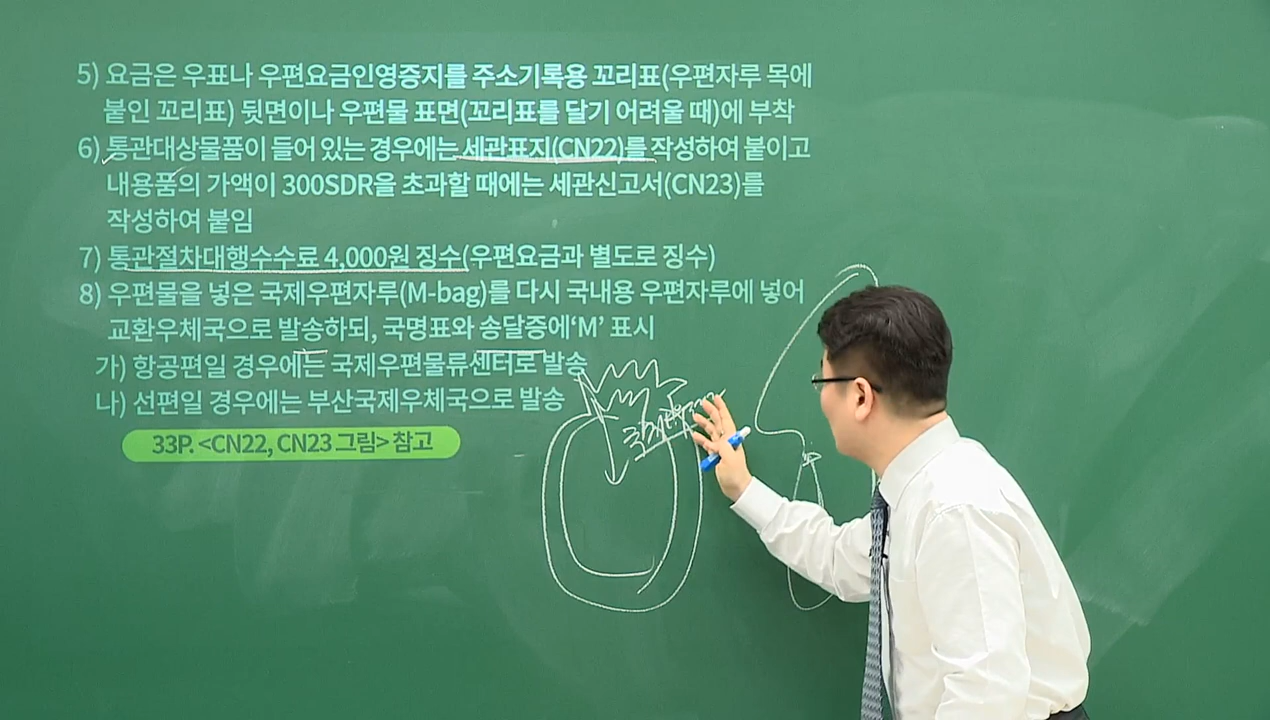 5) 요금은 우표나 우편요금인영증지를 주소기록용 꼬리표(우편자루 목에
붙인 꼬리표) 뒷면이나 우편물 표면(꼬리표를 달기 어려울 때)에 부착
6) 통관대상물품이 들어 있는 경우에는 세관표지(CN22)를 작성하여 붙이고
내용품의 가액이 300SDR을 초과할 때에는 세관신고서(CN23)를
작성하여 붙임
7) 통관절차대행수수료 4,000원 징수(우편요금과 별도로 징수)
8) 우편물을 넣은 국제우편자루(M-bag)를 다시 국내용 우편자루에 넣어
교환우체국으로 발송하되, 국명표와 송달증에‘M’ 표시
가) 항공편일 경우에는 국제우편물류센터로 발송
나) 선편일 경우에는 부산국제우체국으로 발송
33P. <CN22, CN23 그림> 참고